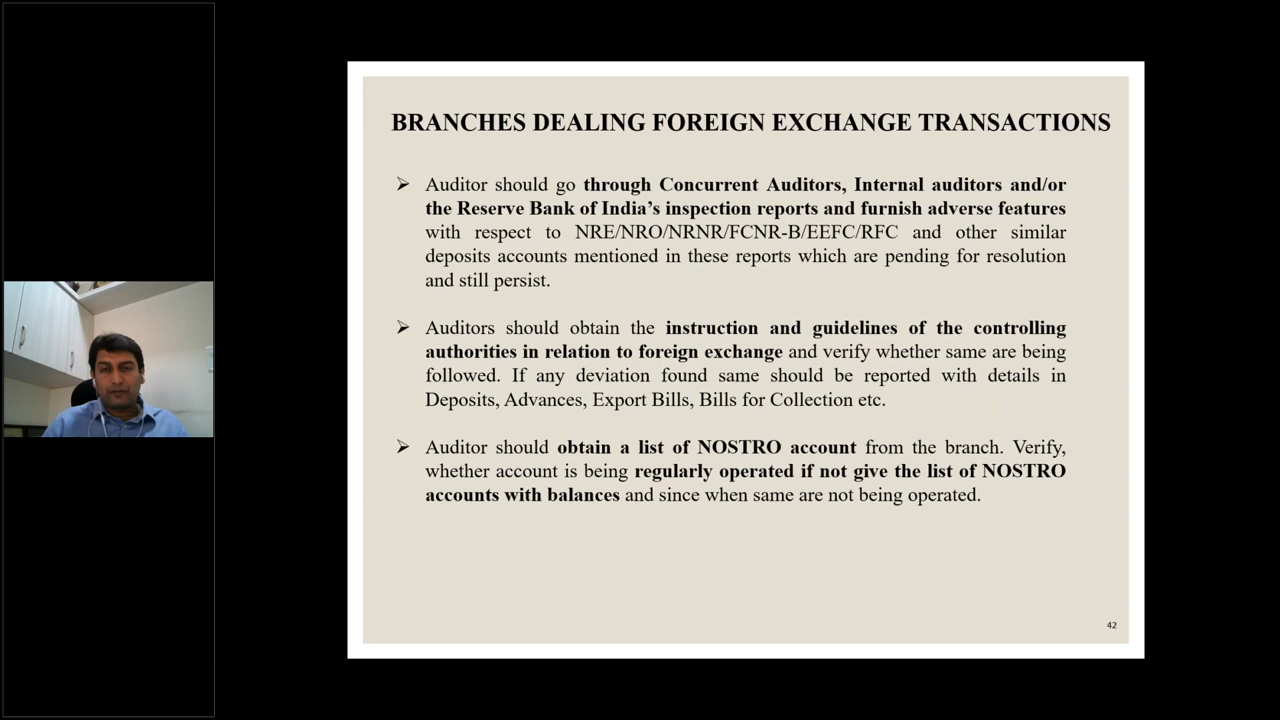 BRANCHES DEALING FOREIGN EXCHANGE TRANSACTIONS
Auditor should go through Concurrent Auditors, Internal auditors and/or
the Reserve Bank of India’s inspection reports and furnish adverse features
with respect to NRE/NRO/NRNR/FCNR-B/EEFC/RFC and other similar
deposits accounts mentioned in these reports which are pending for resolution
and still persist.
Auditors should obtain the instruction and guidelines of the controlling
authorities in relation to foreign exchange and verify whether same are being
followed. If any deviation found same should be reported with details in
Deposits, Advances, Export Bills, Bills for Collection etc.
Auditor should obtain a list of NOSTRO account from the branch. Verify,
whether account is being regularly operated if not give the list of NOSTRO
accounts with balances and since when same are not being operated.
42